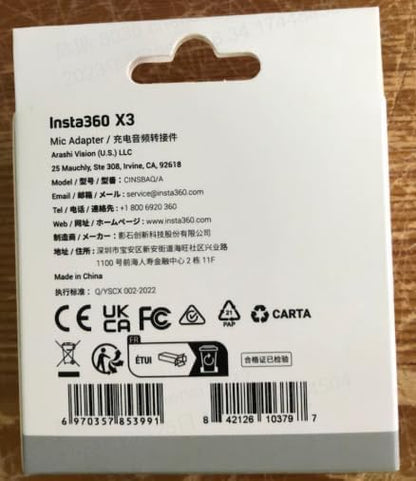 Insta360 X3
Mic Adapter / 充电音频转接件
Arashi Vision (U.S.) LLC
25 Mauchly, Ste 308, Irvine, CA, 92618
Model / 型号 / 型番 : CINSBAQ/A
Email / 邮箱 / メール : service@insta360.com
Tel / 电话 / 連絡先 : +1 800 6920 360
Web / 网址 / ホームページ : www.insta360.com
制造商 / メーカー : 影石创新科技股份有限公司
地址 / 住所 : 深圳市宝安区新安街道海旺社区兴业路
1100 号前海人寿金融中心 2 栋 11F
Made in China
执行标准 : Q/YSCX 002-2022
CE UK CA FC 21 PAP CARTA
FR
ÉTUI
合格证已检验
6 970357 853991
8 42126 10379 7